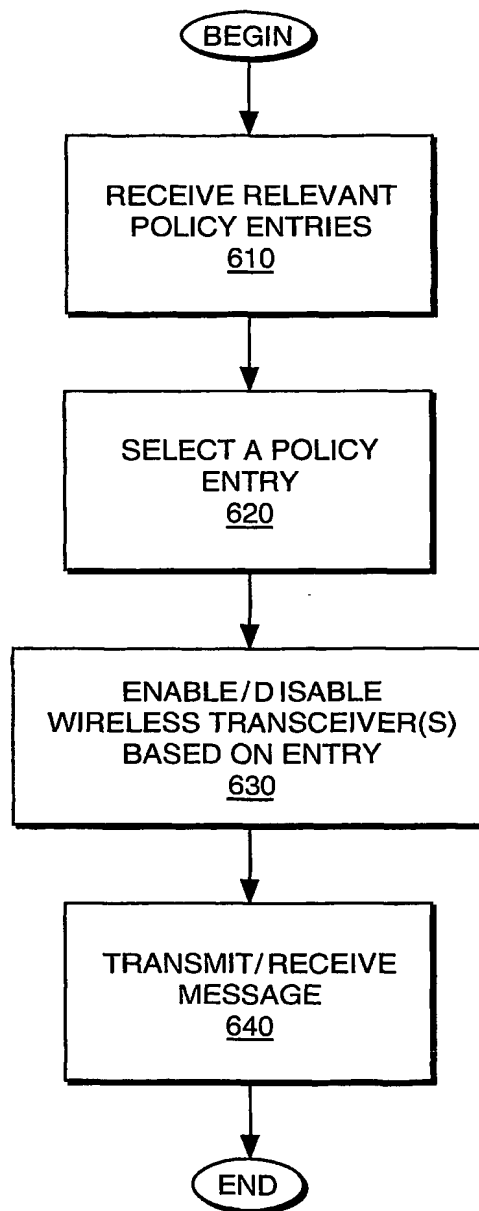 BEGIN
RECEIVE RELEVANT
POLICY ENTRIES
610
SELECT A POLICY
ENTRY
620
ENABLE/DISABLE
WIRELESS TRANSCEIVER(S)
BASED ON ENTRY
630
TRANSMIT/RECEIVE
MESSAGE
640
END